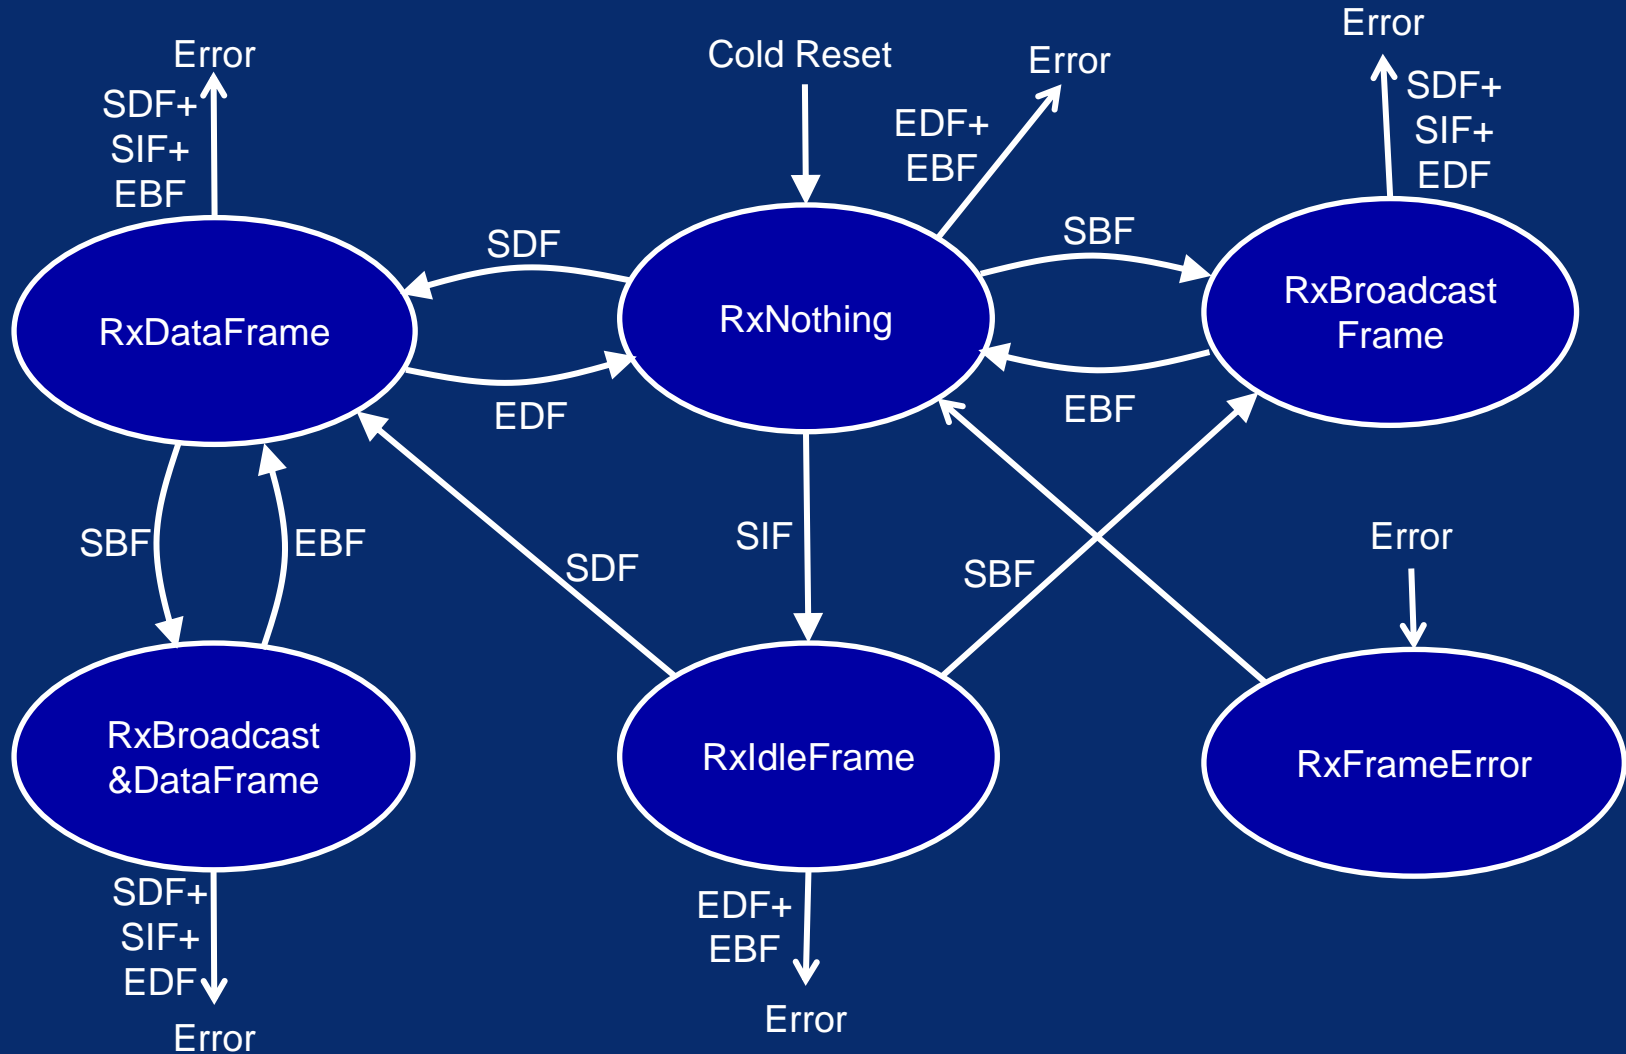 Error
Cold Reset
Error
Error
SDF+
SIF+
EBF
EDF+
EBF
SDF+
SIF+
EDF
SDF
SBF
RxDataFrame
RxNothing
RxBroadcast
Frame
EDF
EBF
SBF
EBF
SDF
SIF
SBF
Error
RxBroadcast
&DataFrame
RxIdleFrame
RxFrameError
SDF+
SIF+
EDF
EDF+
EBF
Error
Error